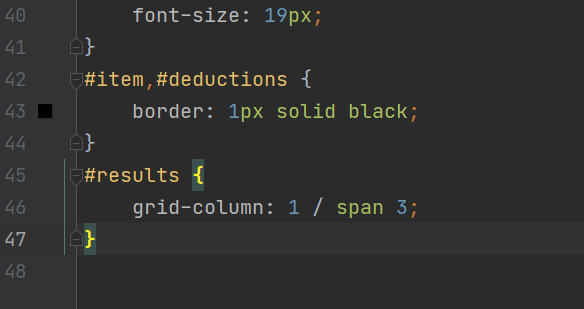 40 font-size: 19px;
41 }
42 #item,#deductions {
43 border: 1px solid black;
44 }
45 #results {
46 grid-column: 1 / span 3;
47 }
48